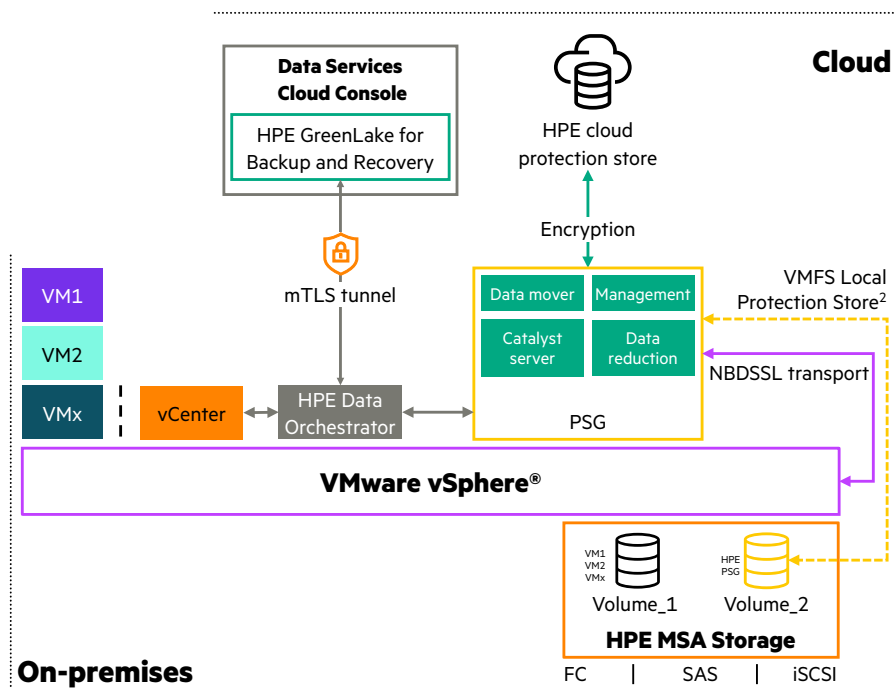 Cloud
Data Services
Cloud Console
HPE GreenLake for
Backup and Recovery
HPE cloud
protection store
Encryption
mTLS tunnel
VM1
VM2
VMx
vCenter
HPE Data
Orchestrator
Data mover
Management
Catalyst
server
Data
reduction
PSG
VMFS Local
Protection Store²
NBDSSL transport
VMware vSphere®
VM1
VM2
VMx
Volume_1
HPE
PSG
Volume_2
HPE MSA Storage
FC | SAS | iSCSI
On-premises